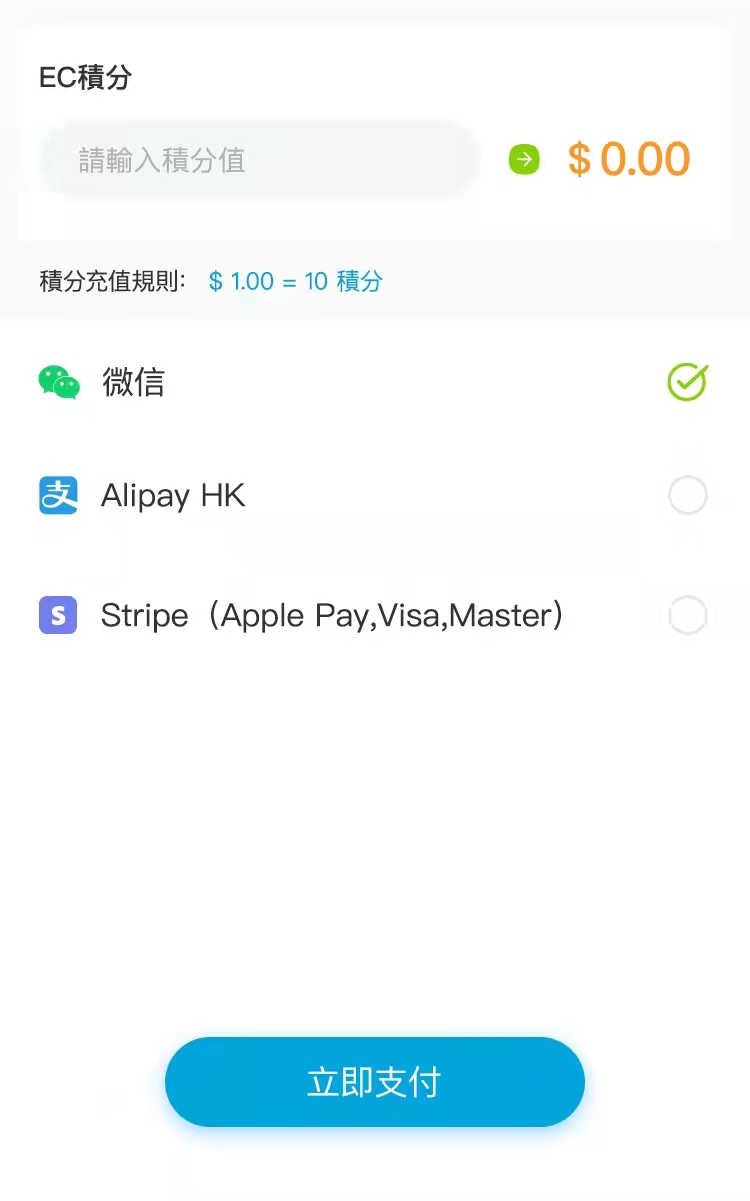 EC積分
請輸入積分值
$ 0.00
積分充值規則: $ 1.00 = 10 積分
微信
支 Alipay HK
S Stripe（Apple Pay,Visa,Master）
立即支付